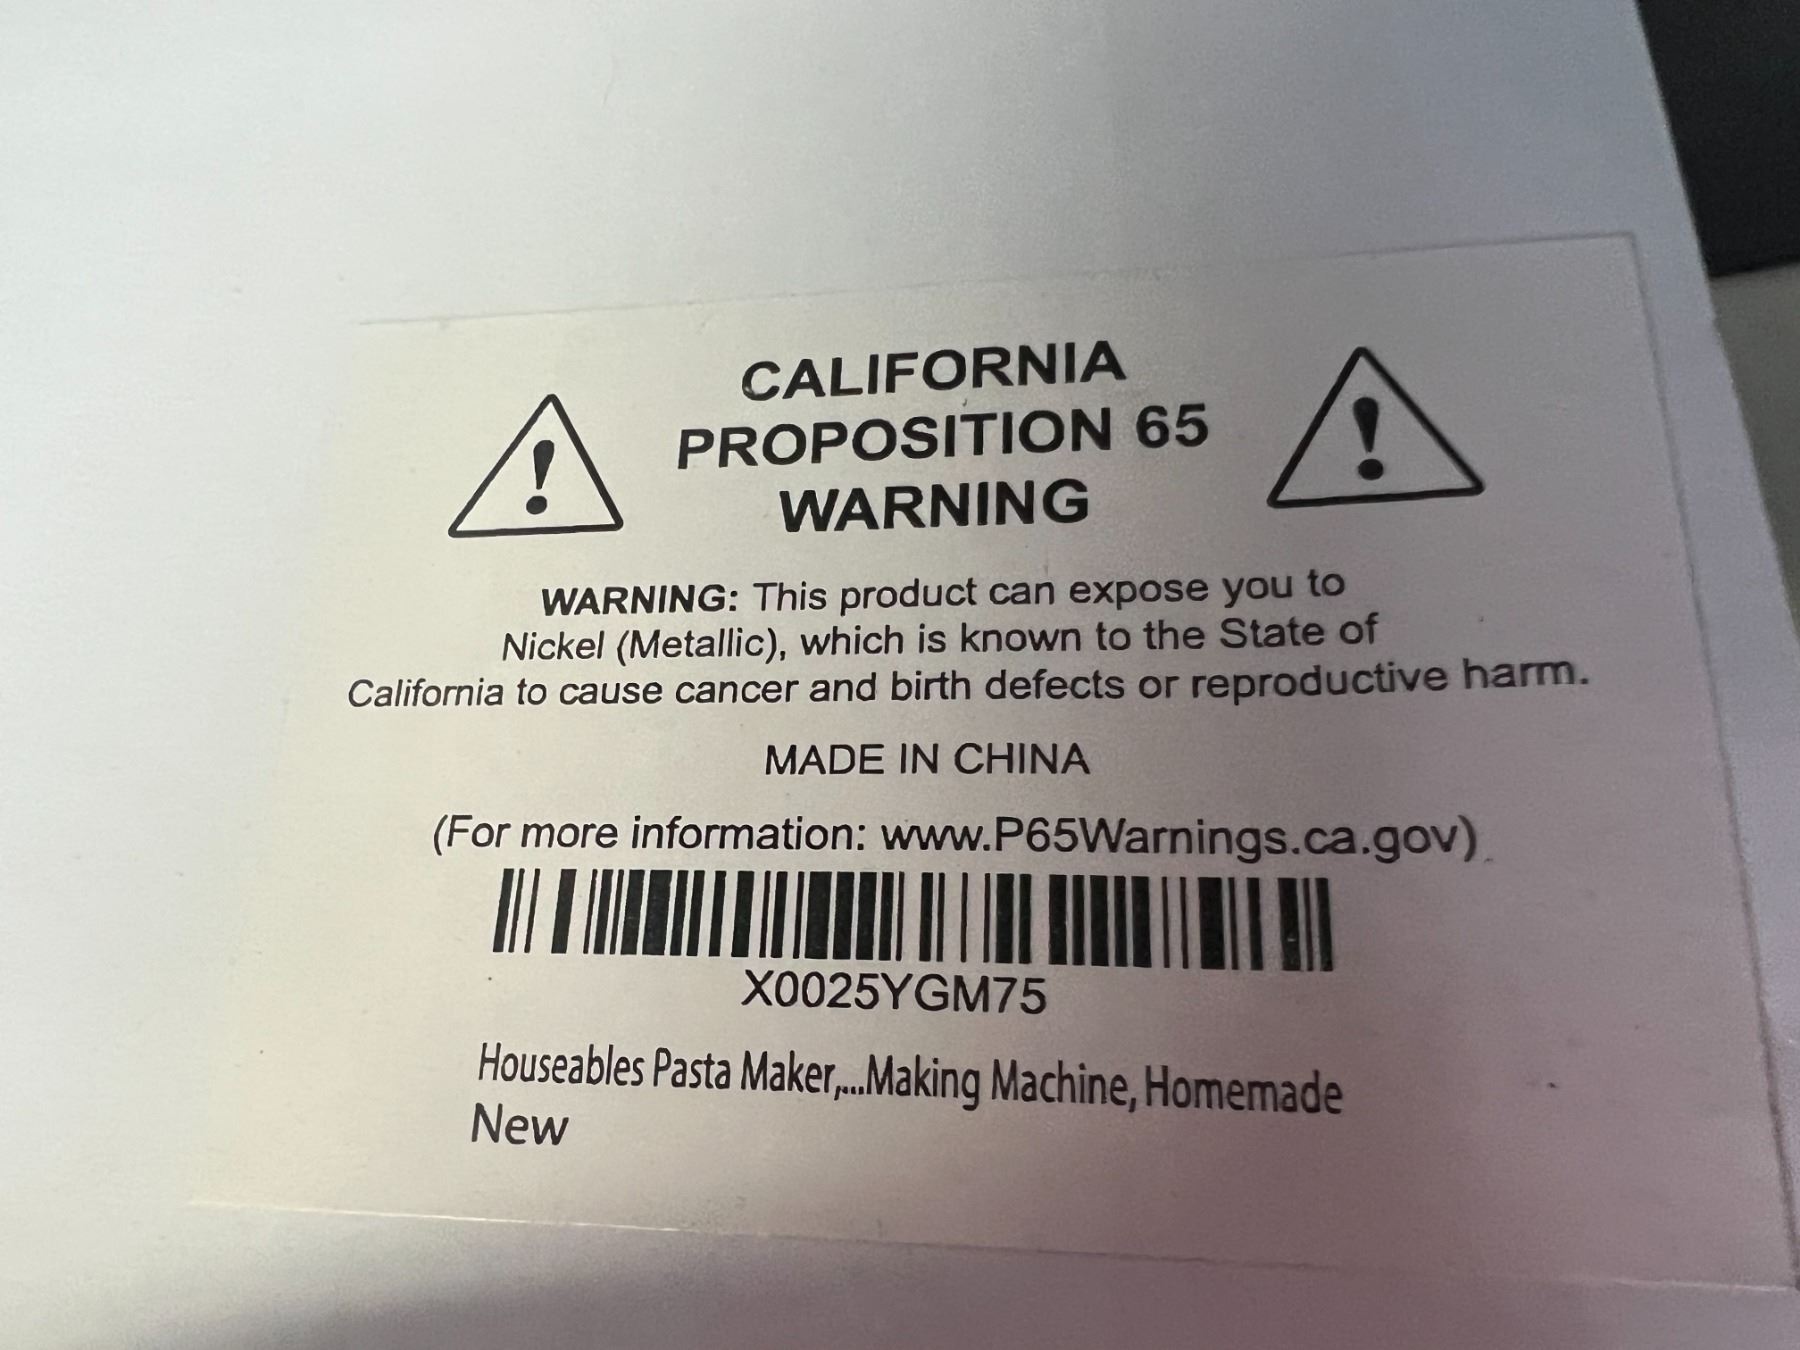 CALIFORNIA
PROPOSITION 65
WARNING
WARNING: This product can expose you to
Nickel (Metallic), which is known to the State of
California to cause cancer and birth defects or reproductive harm.
MADE IN CHINA
(For more information: www.P65Warnings.ca.gov)
X0025YGM75
Houseables Pasta Maker,...Making Machine, Homemade
New